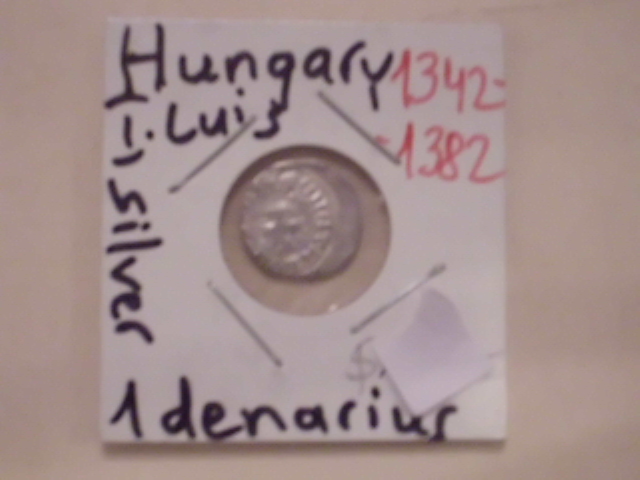 Hungary 1342-
I. Luis -1382
silver
$.
1 denarius